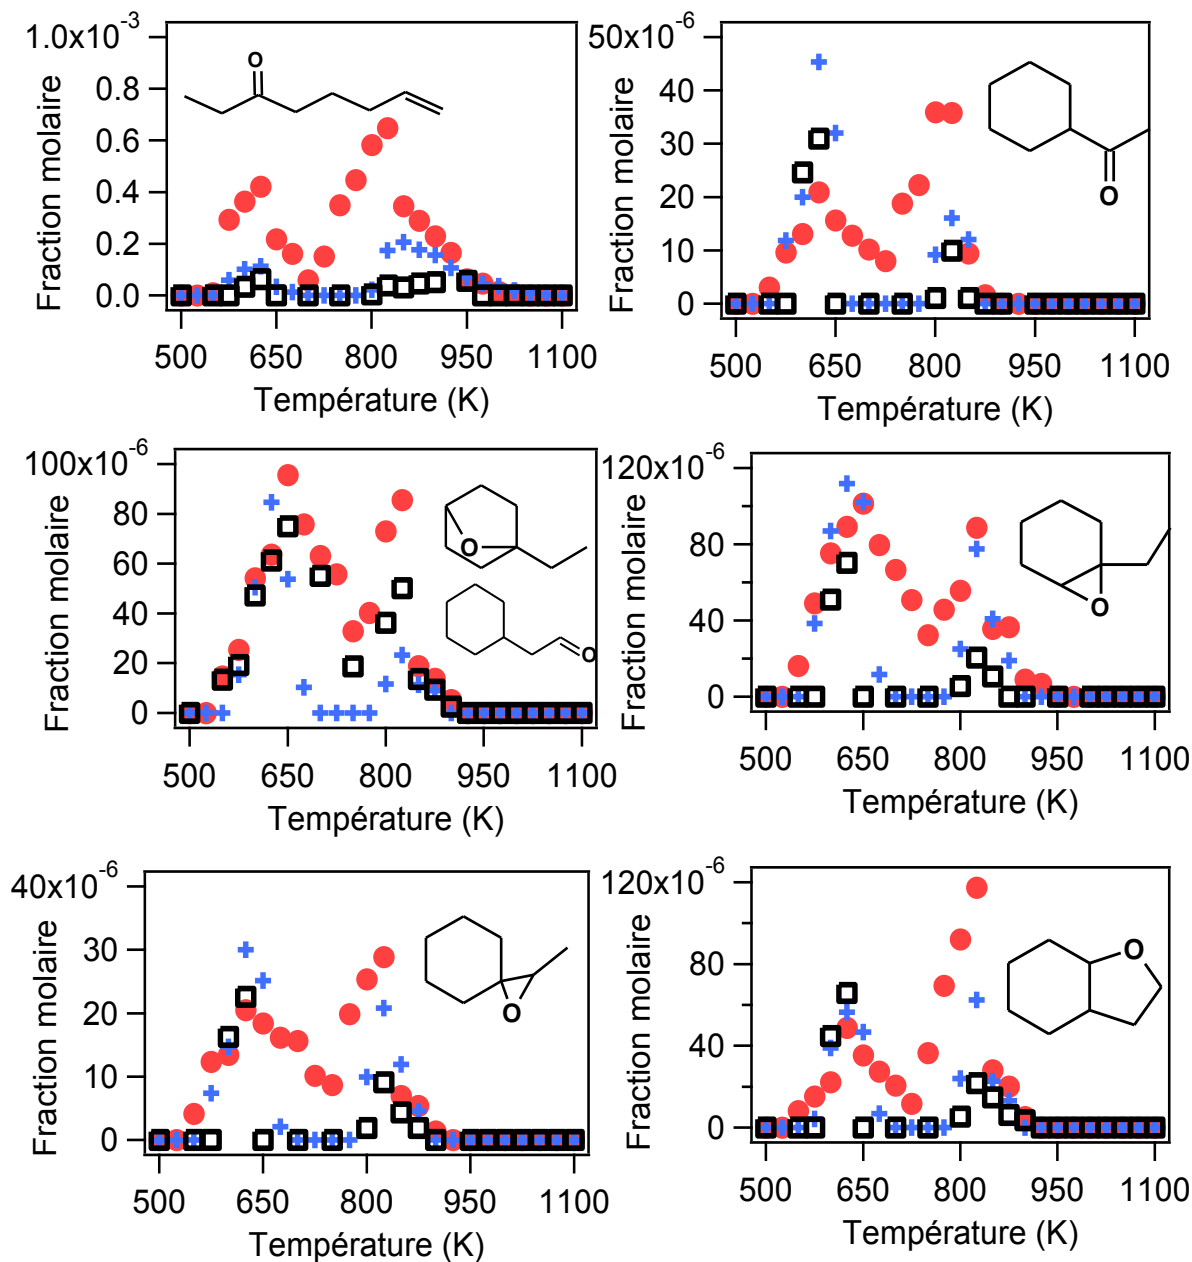 1.0x10-3
0.8
0.6
0.4
0.2
0.0
Fraction molaire
O
500 650 800 950 1100
Température (K)
50x10-6
40
30
20
10
0
Fraction molaire
O
500 650 800 950 1100
Température (K)
100x10-6
80
60
40
20
0
Fraction molaire
O
O
500 650 800 950 1100
Température (K)
120x10-6
80
40
0
Fraction molaire
O
500 650 800 950 1100
Température (K)
40x10-6
30
20
10
0
Fraction molaire
O
500 650 800 950 1100
Température (K)
120x10-6
80
40
0
Fraction molaire
O
500 650 800 950 1100
Température (K)